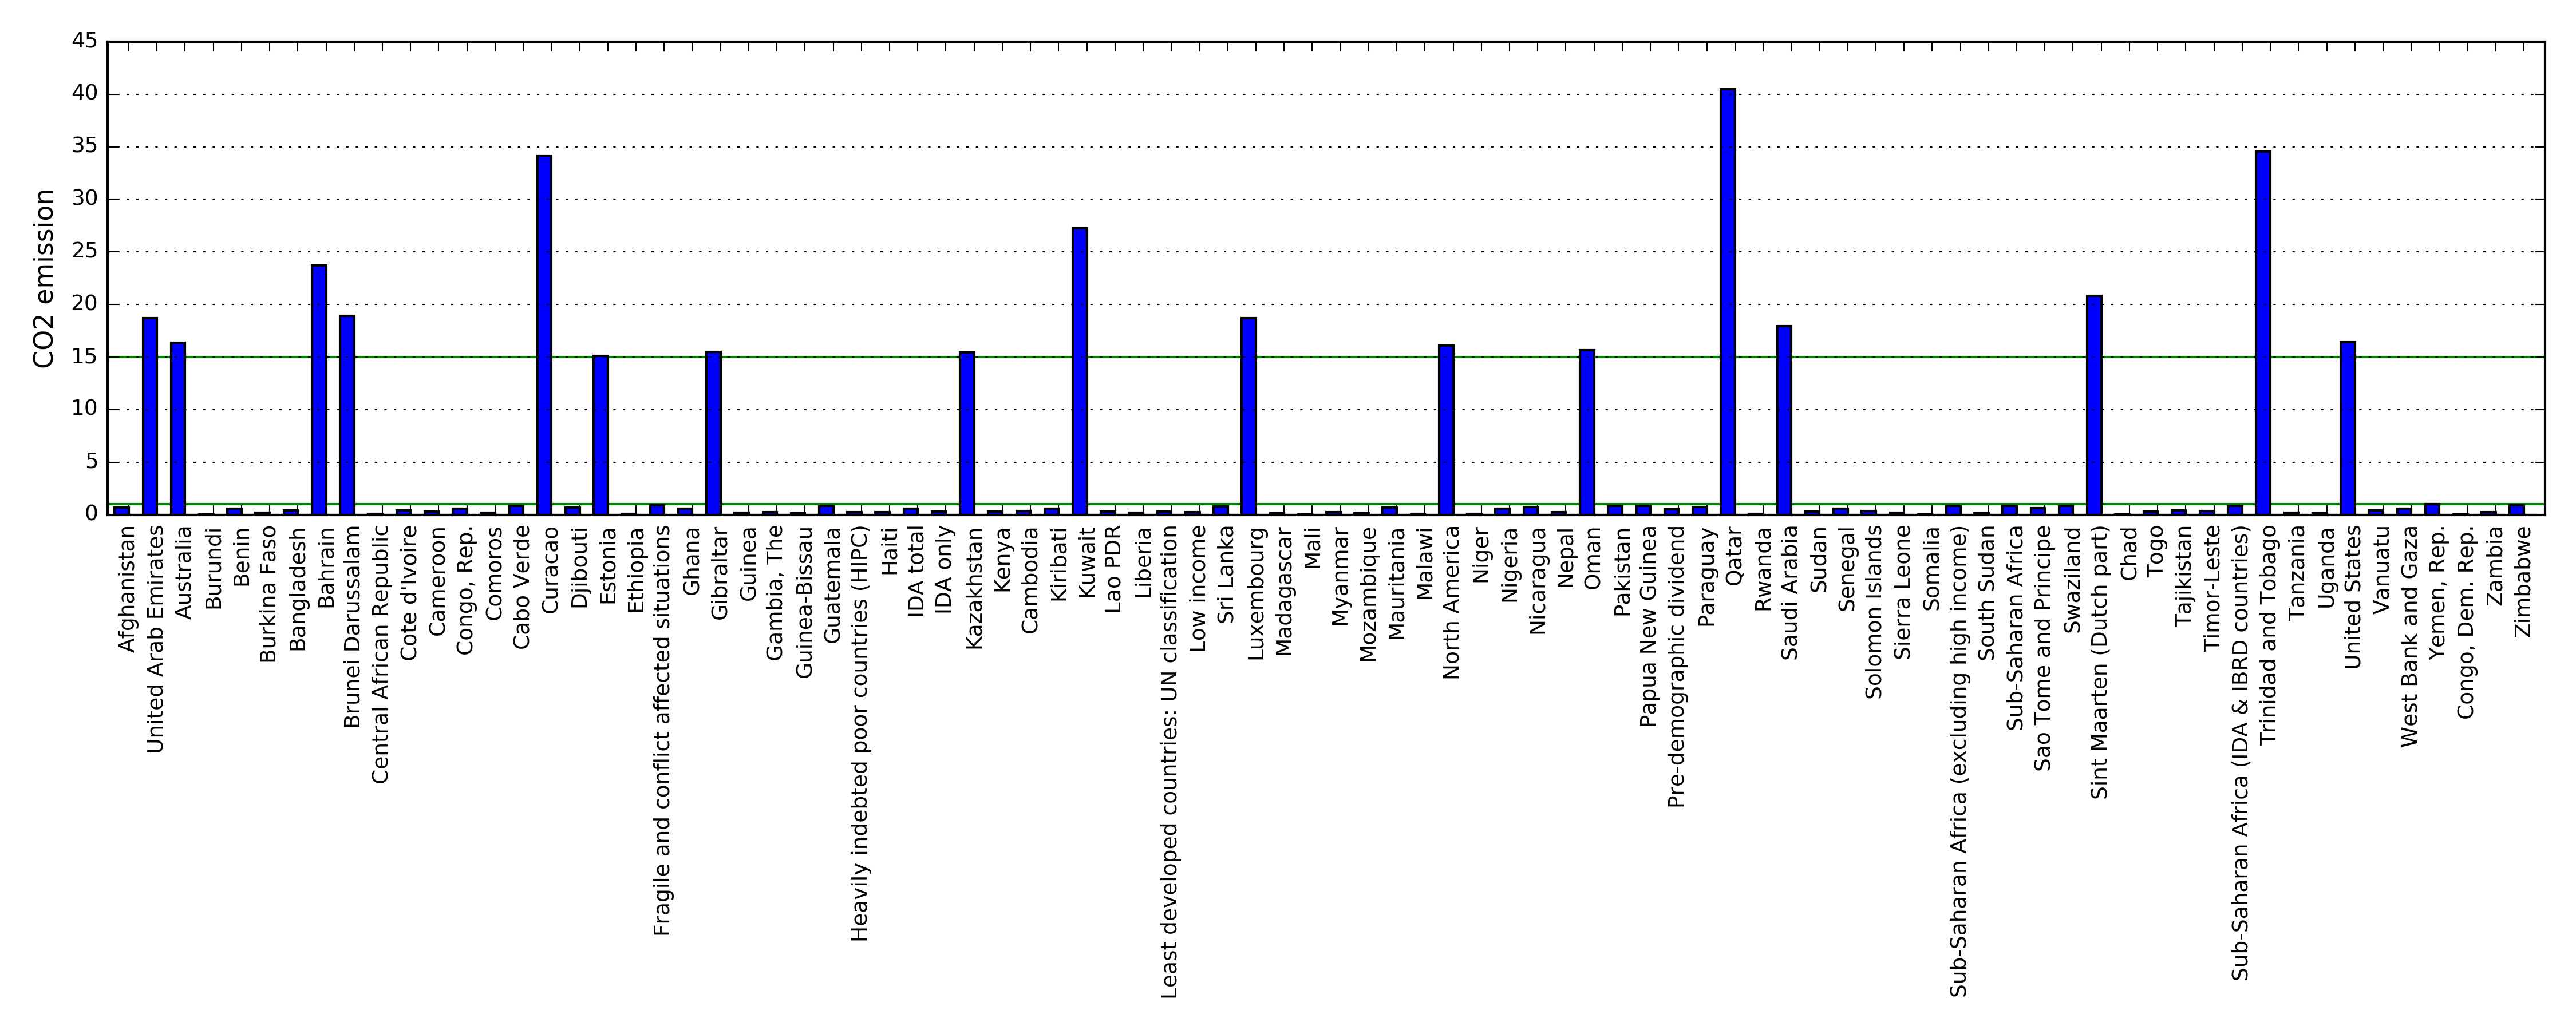 CO2 emission
45
40
35
30
25
20
15
10
5
0
Afghanistan
United Arab Emirates
Australia
Burundi
Benin
Burkina Faso
Bangladesh
Bahrain
Brunei Darussalam
Central African Republic
Cote d'Ivoire
Cameroon
Congo, Rep.
Comoros
Cabo Verde
Curacao
Djibouti
Estonia
Ethiopia
Fragile and conflict affected situations
Ghana
Gibraltar
Guinea
Gambia, The
Guinea-Bissau
Guatemala
Heavily indebted poor countries (HIPC)
Haiti
IDA total
IDA only
Kazakhstan
Kenya
Cambodia
Kiribati
Kuwait
Lao PDR
Liberia
Least developed countries: UN classification
Low income
Sri Lanka
Luxembourg
Madagascar
Mali
Myanmar
Mozambique
Mauritania
Malawi
North America
Niger
Nigeria
Nicaragua
Nepal
Oman
Pakistan
Papua New Guinea
Pre-demographic dividend
Paraguay
Qatar
Rwanda
Saudi Arabia
Sudan
Senegal
Solomon Islands
Sierra Leone
Somalia
Sub-Saharan Africa (excluding high income)
South Sudan
Sub-Saharan Africa
Sao Tome and Principe
Swaziland
Sint Maarten (Dutch part)
Chad
Togo
Tajikistan
Timor-Leste
Sub-Saharan Africa (IDA & IBRD countries)
Trinidad and Tobago
Tanzania
Uganda
United States
Vanuatu
West Bank and Gaza
Yemen, Rep.
Congo, Dem. Rep.
Zambia
Zimbabwe